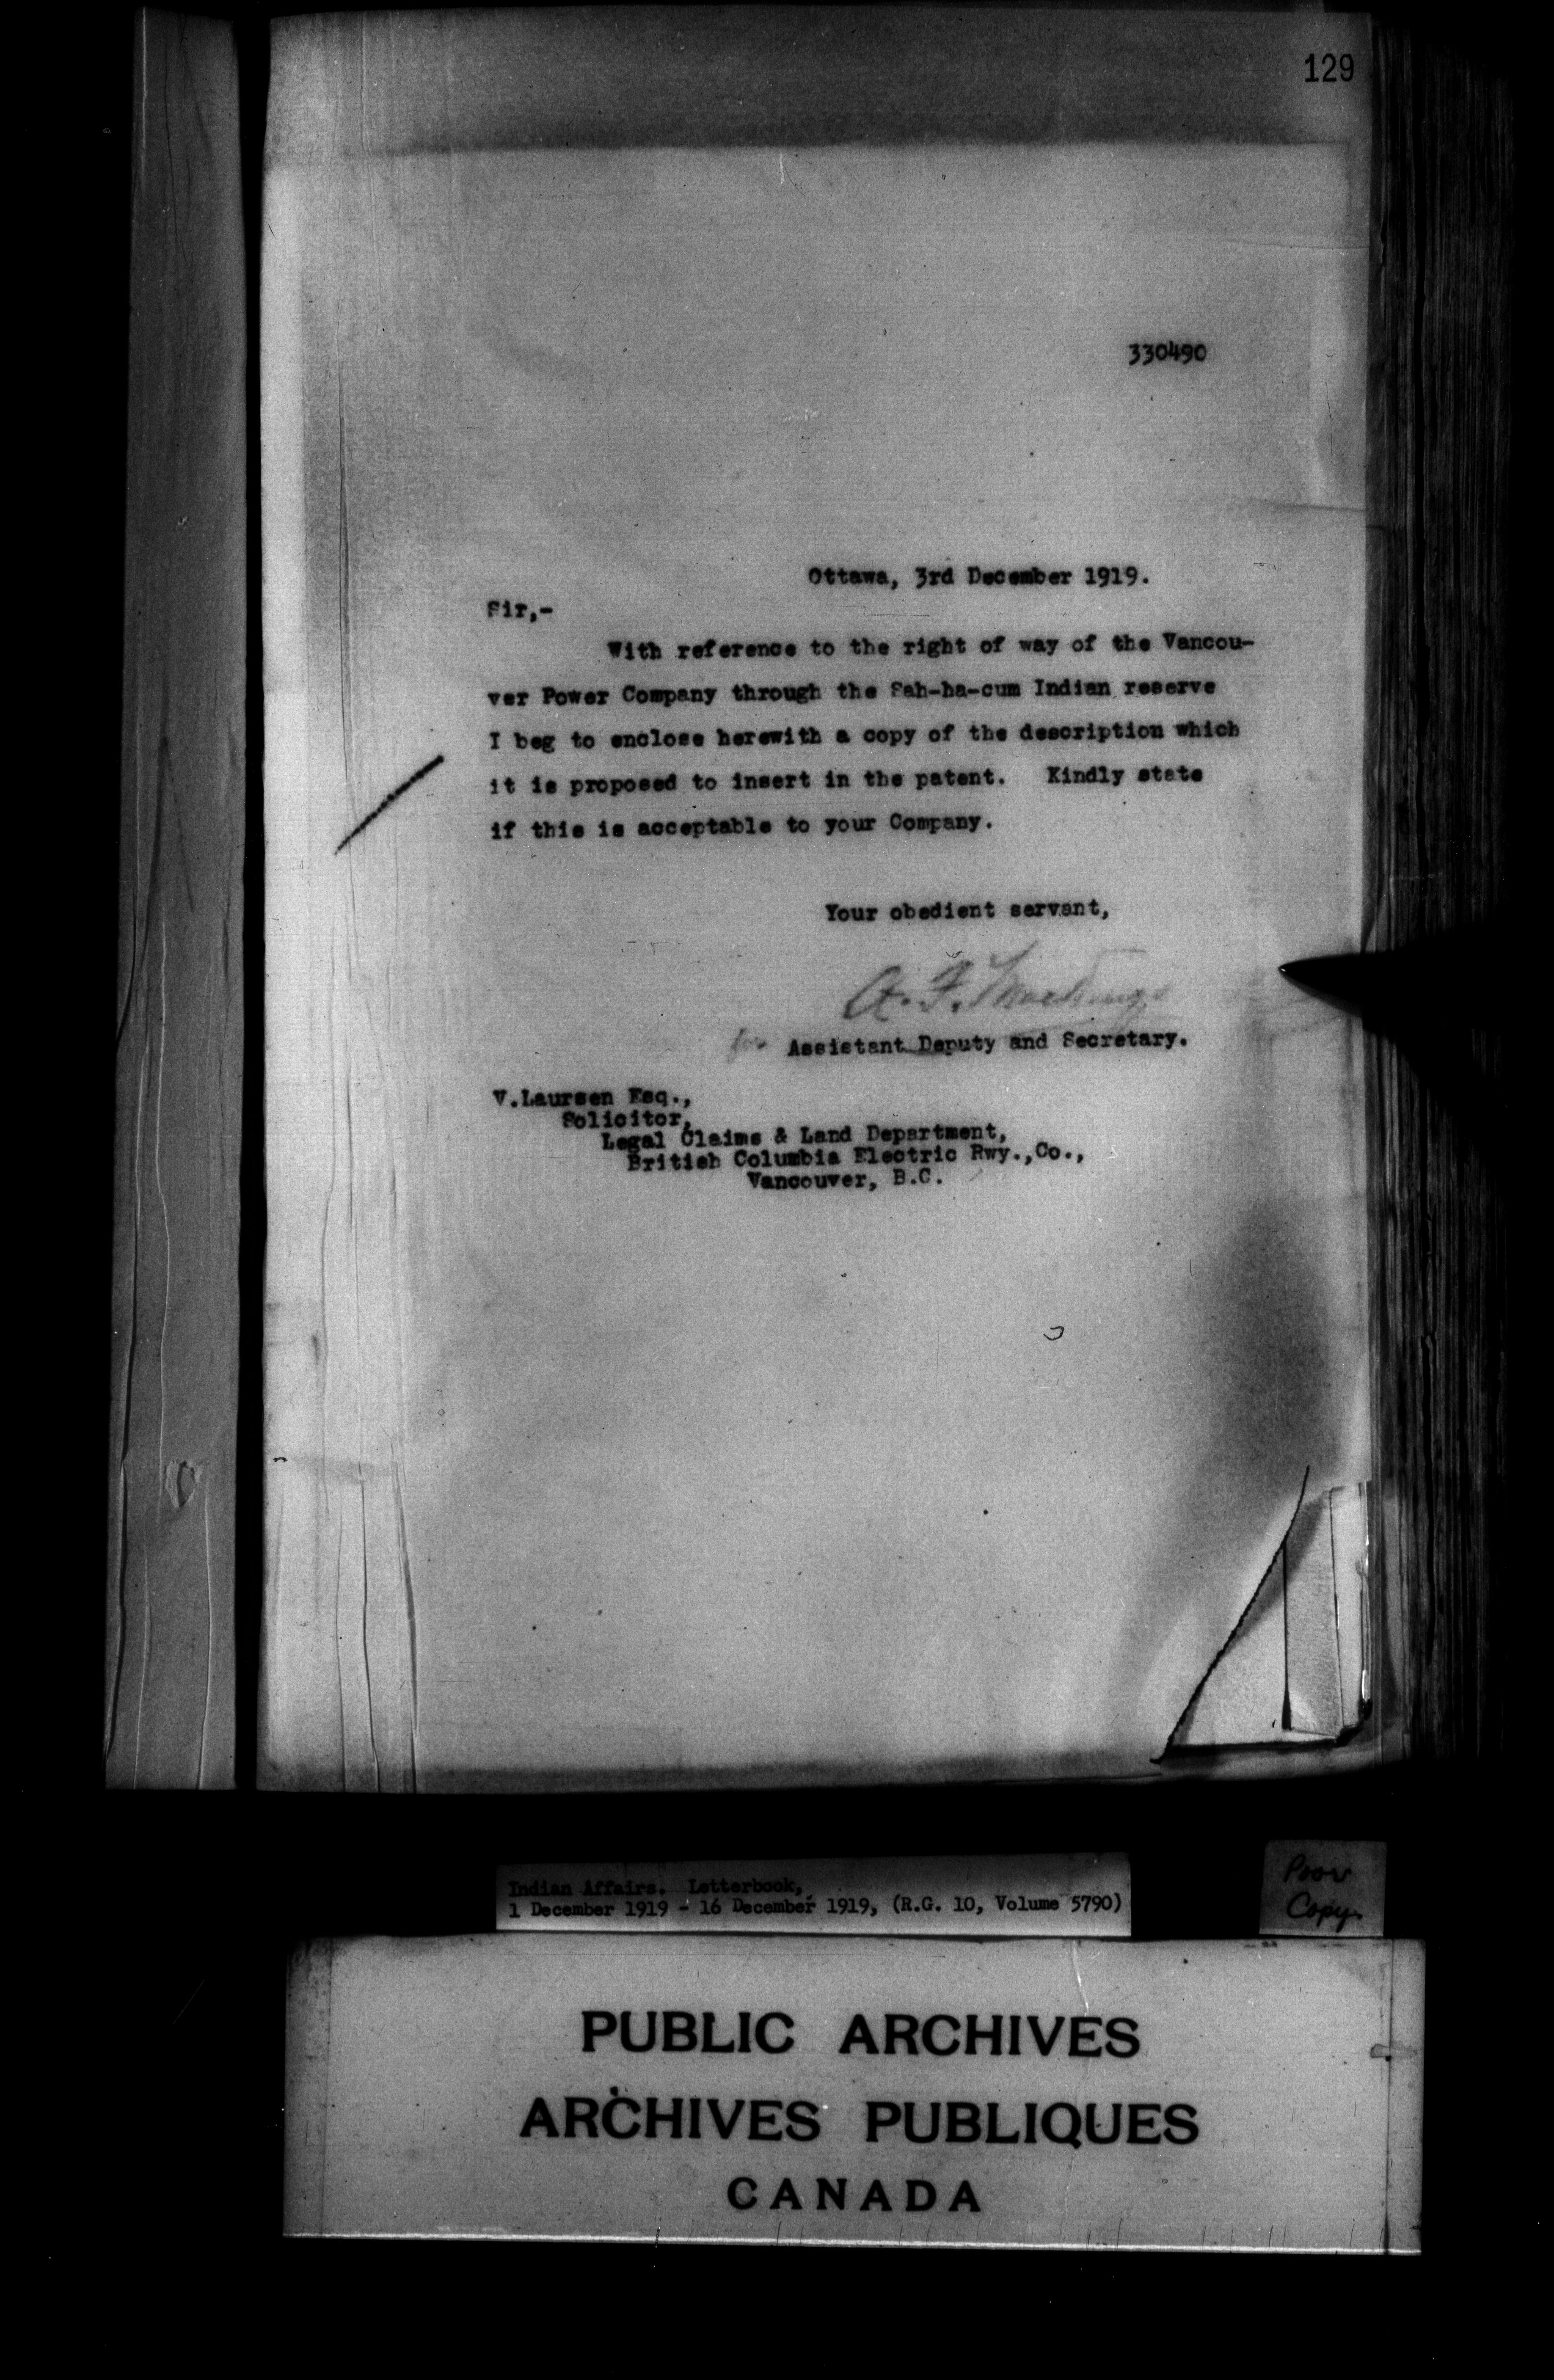 129
330490
Ottawa, 3rd December 1919.
Sir,-
With reference to the right of way of the Vancou-
ver Power Company through the Sah-ha-cum Indian reserve
I beg to enclose herewith a copy of the description which
it is proposed to insert in the patent. Kindly state
if this is acceptable to your Company.
Your obedient servant,
A. F.
for Assistant Deputy and Secretary.
V.Laursen Esq.,
Solicitor,
Legal Claims & Land Department,
British Columbia Electric Rwy.,Co.,
Vancouver, B.C.
Indian Affairs. Letterbook,
1 December 1919 - 16 December 1919, (R.G. 10, Volume 5790)
Poor
Copy
PUBLIC ARCHIVES
ARCHIVES PUBLIQUES
CANADA